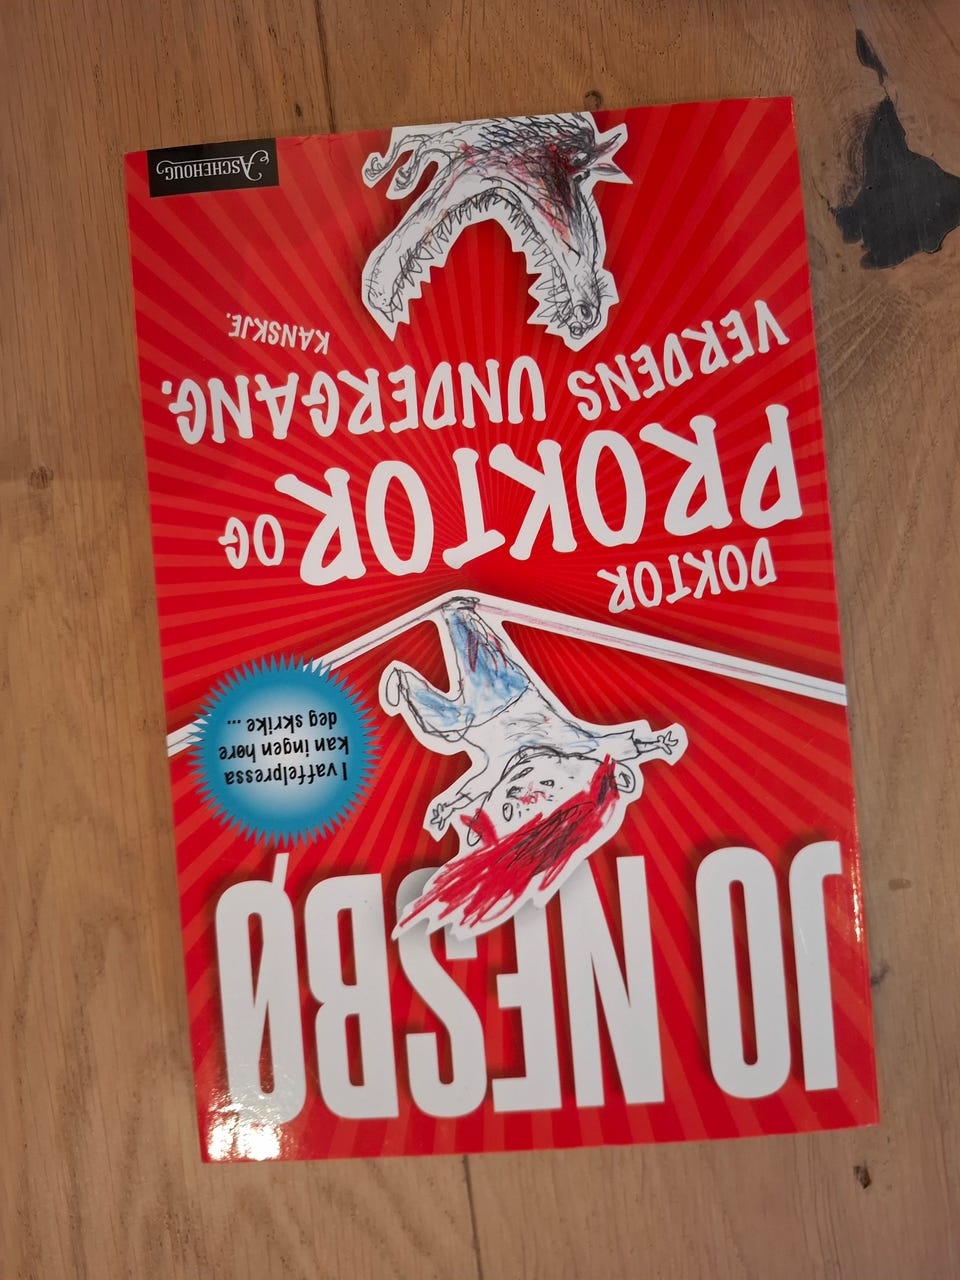 JO NESBØ
I vaffelpressa
kan ingen høre
deg skrike ...
DOKTOR
PROKTOR OG
VERDENS UNDERGANG.
KANSKJE.
ASCHEHOUG